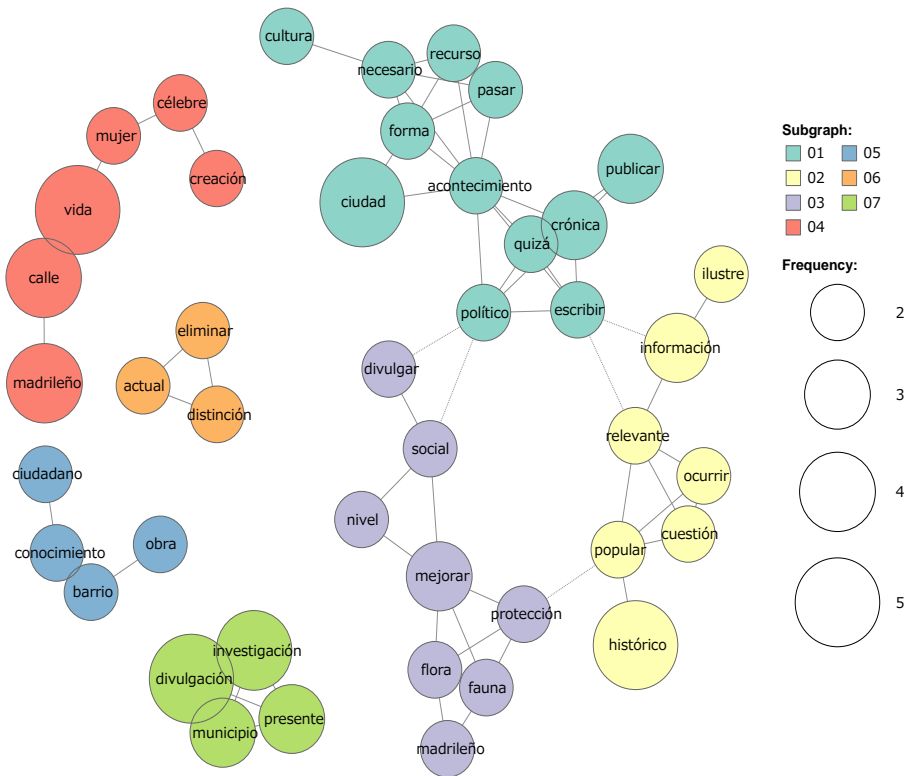 cultura
recurso
necesario
pasar
célebre
mujer
forma
creación
publicar
acontecimiento
ciudad
vida
crónica
quizá
calle
ilustre
político
escribir
eliminar
información
divulgar
madrileño
actual
distinción
relevante
social
ciudadano
ocurrir
nivel
cuestión
obra
popular
conocimiento
mejorar
barrio
protección
histórico
investigación
flora
divulgación
fauna
presente
municipio
madrileño
Subgraph:
01 05
02 06
03 07
04
Frequency:
2
3
4
5